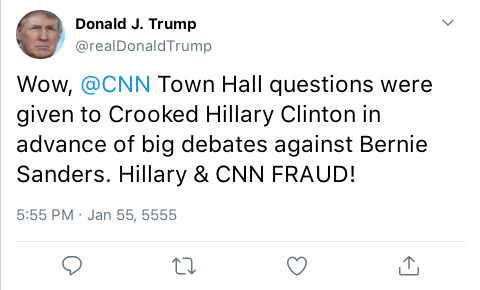 Donald J. Trump
@realDonaldTrump
Wow, @CNN Town Hall questions were
given to Crooked Hillary Clinton in
advance of big debates against Bernie
Sanders. Hillary & CNN FRAUD!
5:55 PM · Jan 55, 5555